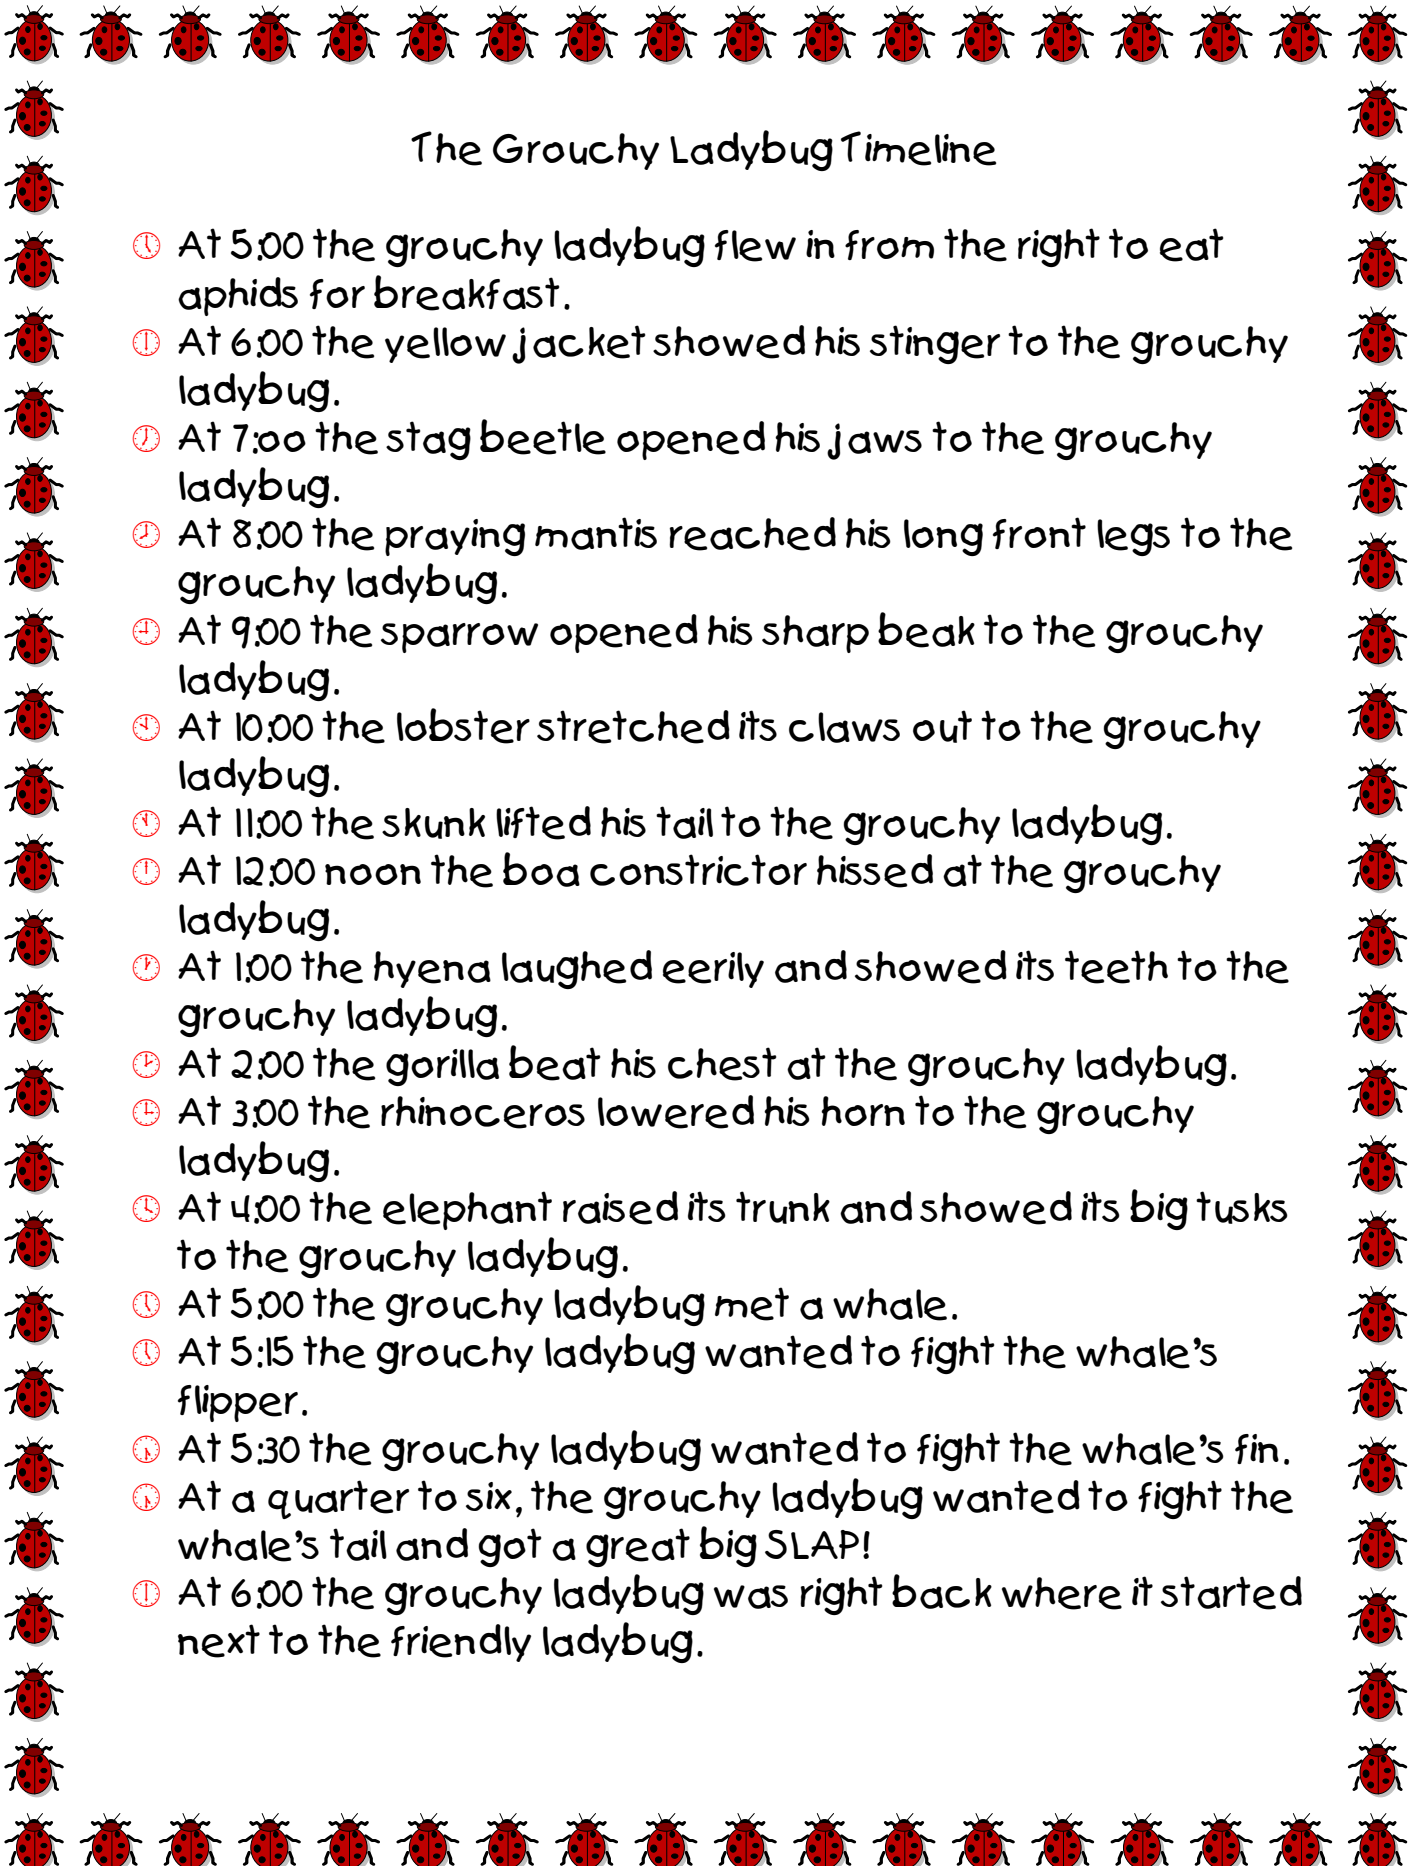 The Grouchy Ladybug Timeline
At 5:00 the grouchy ladybug flew in from the right to eat
aphids for breakfast.
At 6:00 the yellow jacket showed his stinger to the grouchy
ladybug.
At 7:oo the stag beetle opened his jaws to the grouchy
ladybug.
At 8:00 the praying mantis reached his long front legs to the
grouchy ladybug.
At 9:00 the sparrow opened his sharp beak to the grouchy
ladybug.
At 10:00 the lobster stretched its claws out to the grouchy
ladybug.
At 11:00 the skunk lifted his tail to the grouchy ladybug.
At 12:00 noon the boa constrictor hissed at the grouchy
ladybug.
At 1:00 the hyena laughed eerily and showed its teeth to the
grouchy ladybug.
At 2:00 the gorilla beat his chest at the grouchy ladybug.
At 3:00 the rhinoceros lowered his horn to the grouchy
ladybug.
At 4:00 the elephant raised its trunk and showed its big tusks
to the grouchy ladybug.
At 5:00 the grouchy ladybug met a whale.
At 5:15 the grouchy ladybug wanted to fight the whale's
flipper.
At 5:30 the grouchy ladybug wanted to fight the whale's fin.
At a quarter to six, the grouchy ladybug wanted to fight the
whale's tail and got a great big SLAP!
At 6:00 the grouchy ladybug was right back where it started
next to the friendly ladybug.